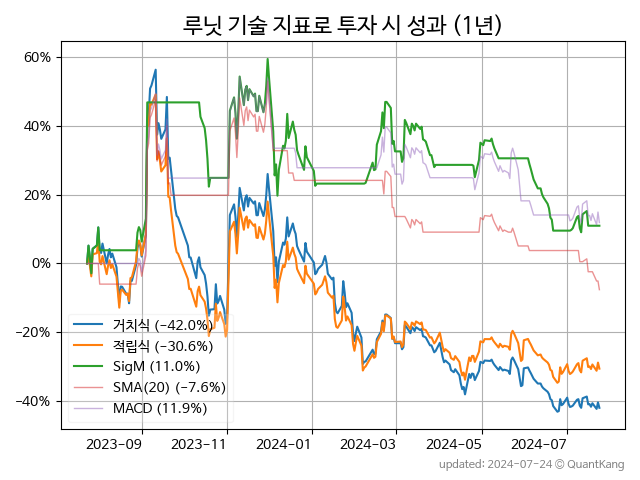 루닛 기술 지표로 투자 시 성과 (1년)
60%
40%
20%
0%
−20%
−40%
거치식 (−42.0%)
적립식 (−30.6%)
SigM (11.0%)
SMA(20) (−7.6%)
MACD (11.9%)
2023−09
2023−11
2024−01
2024−03
2024−05
2024−07
updated: 2024-07-24 © QuantKang